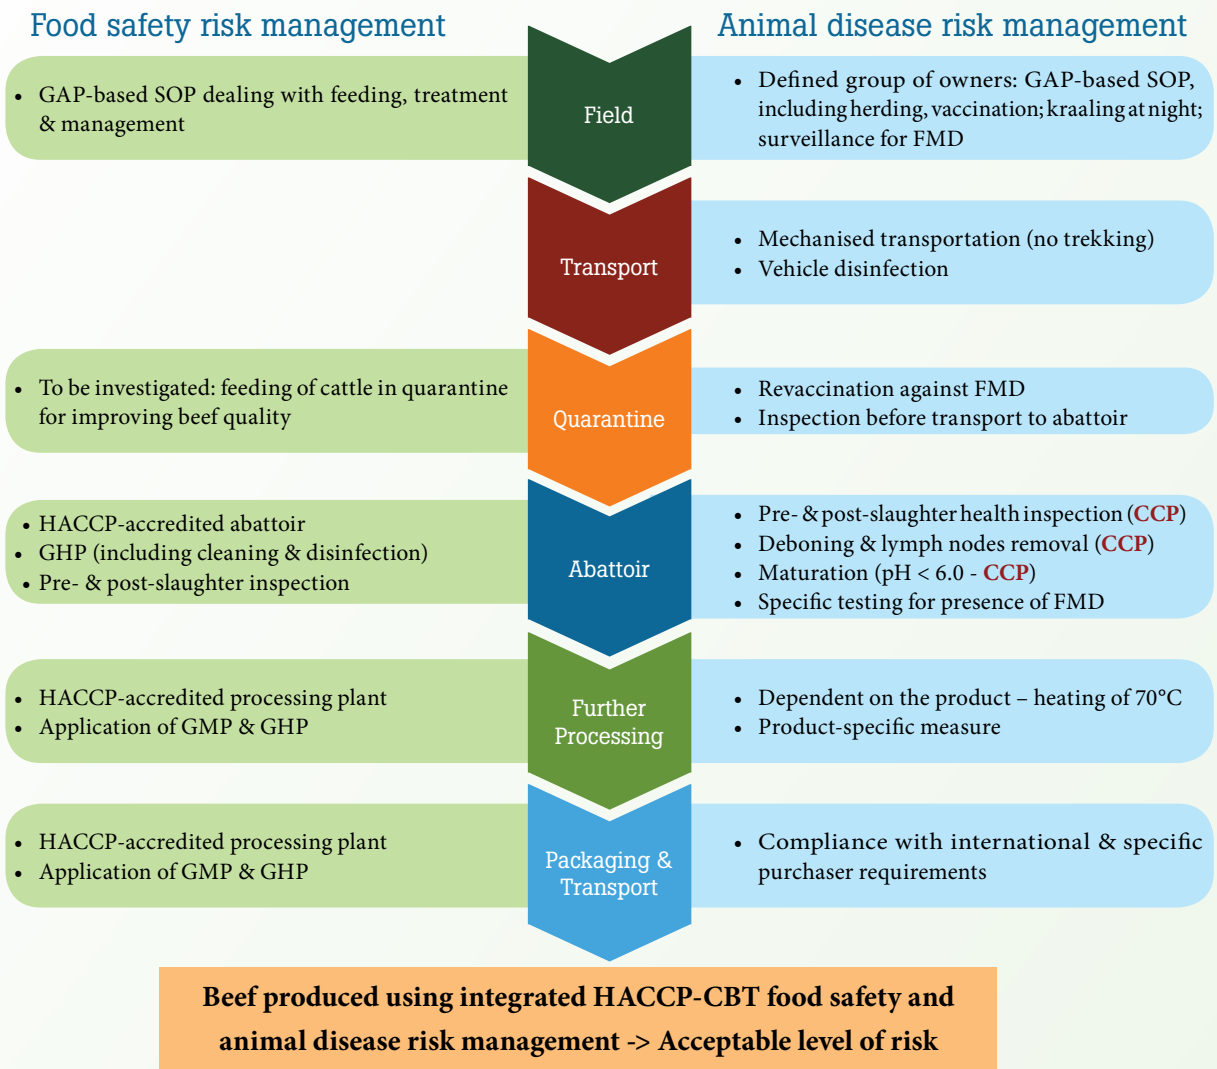 Food safety risk management
Animal disease risk management
• GAP-based SOP dealing with feeding, treatment
& management
Field
• Defined group of owners: GAP-based SOP,
including herding, vaccination; kraaling at night;
surveillance for FMD
Transport
• Mechanised transportation (no trekking)
• Vehicle disinfection
• To be investigated: feeding of cattle in quarantine
for improving beef quality
Quarantine
• Revaccination against FMD
• Inspection before transport to abattoir
• HACCP-accredited abattoir
• GHP (including cleaning & disinfection)
• Pre- & post-slaughter inspection
Abattoir
• Pre- & post-slaughter health inspection (CCP)
• Deboning & lymph nodes removal (CCP)
• Maturation (pH < 6.0 - CCP)
• Specific testing for presence of FMD
• HACCP-accredited processing plant
• Application of GMP & GHP
Further
Processing
• Dependent on the product – heating of 70°C
• Product-specific measure
• HACCP-accredited processing plant
• Application of GMP & GHP
Packaging &
Transport
• Compliance with international & specific
purchaser requirements
Beef produced using integrated HACCP-CBT food safety and
animal disease risk management -> Acceptable level of risk